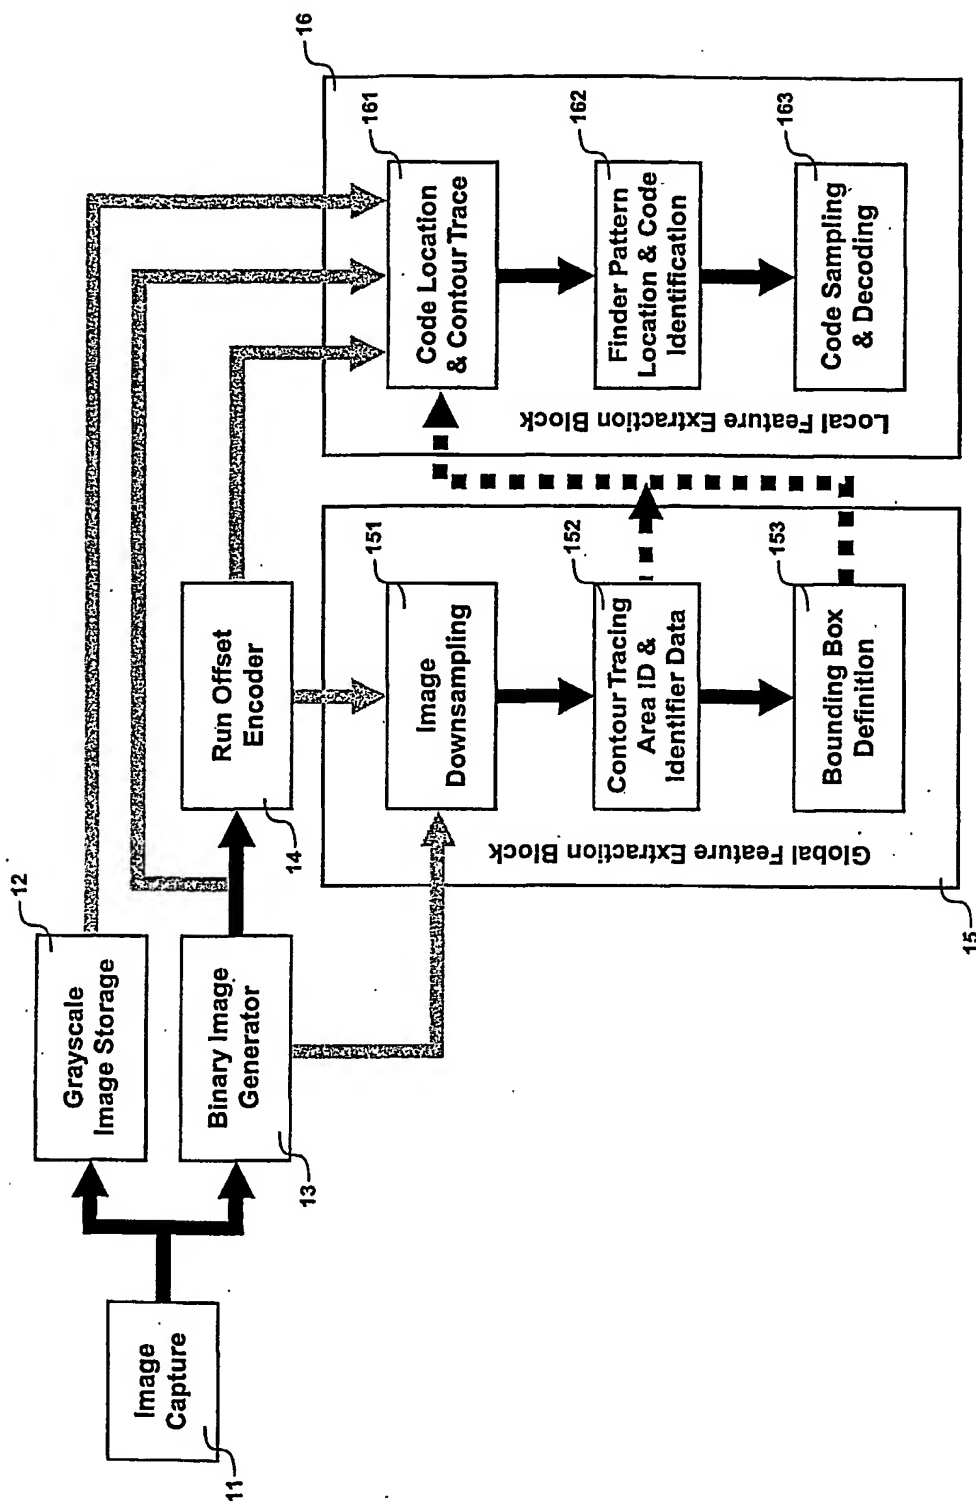 11
Image
Capture
12
Grayscale
Image Storage
13
Binary Image
Generator
14
Run Offset
Encoder
15
Global Feature Extraction Block
151
Image
Downsampling
152
Contour Tracing
Area ID &
Identifier Data
153
Bounding Box
Definition
16
Local Feature Extraction Block
161
Code Location
& Contour Trace
162
Finder Pattern
Location & Code
Identification
163
Code Sampling
& Decoding